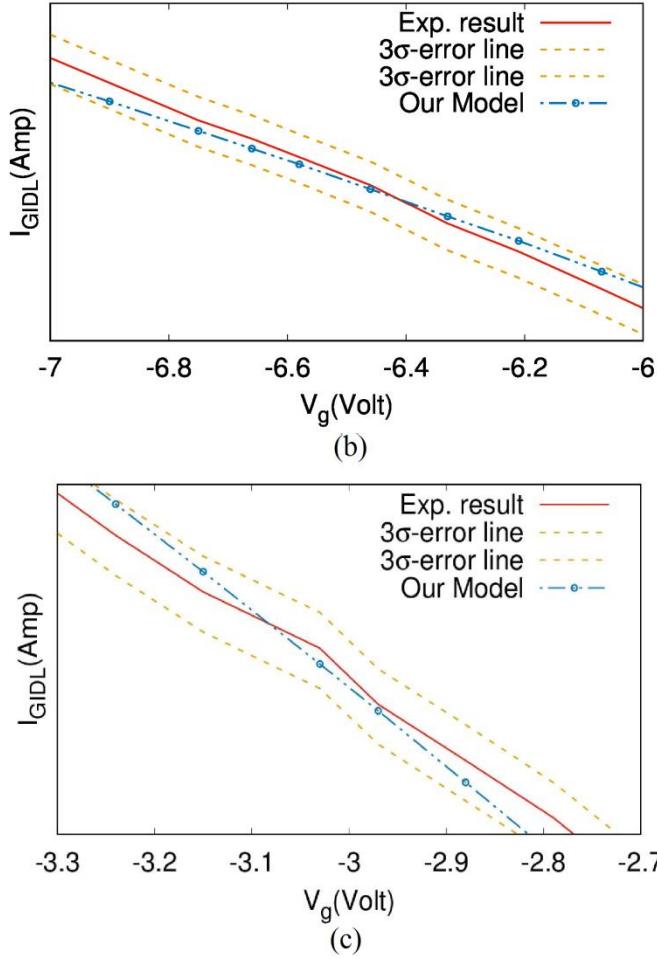 Exp. result
3σ-error line
3σ-error line
Our Model
I_GIDL(Amp)
-7 -6.8 -6.6 -6.4 -6.2 -6
V_g(Volt)
(b)
Exp. result
3σ-error line
3σ-error line
Our Model
I_GIDL(Amp)
-3.3 -3.2 -3.1 -3 -2.9 -2.8 -2.7
V_g(Volt)
(c)